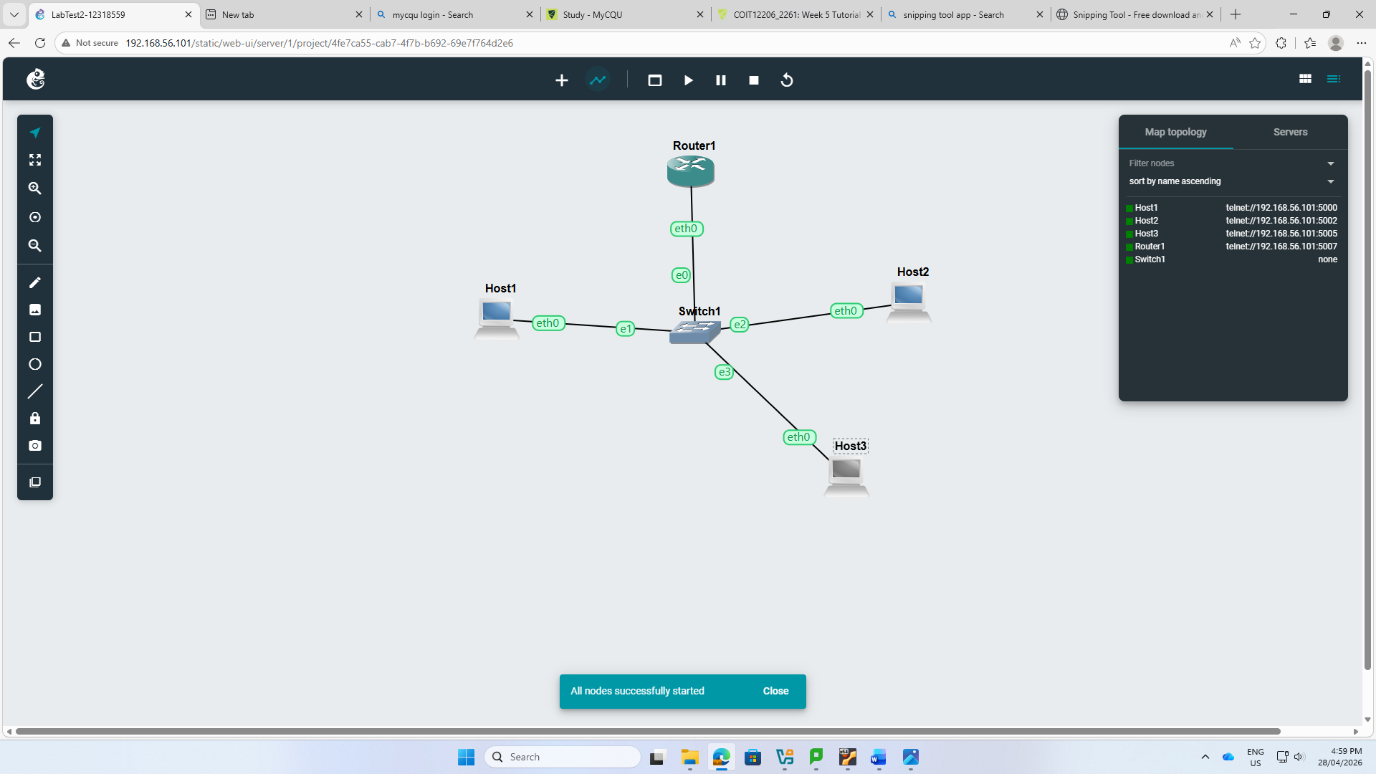 LabTest2-12318559
New tab
mycqu login - Search
Study - MyCQU
COIT12206_2261: Week 5 Tutorial
snipping tool app - Search
Snipping Tool - Free download an
Not secure
192.168.56.101/static/web-ui/server/1/project/4fe7ca55-cab7-4f7b-b692-69e7f764d2e6
Map topology
Servers
Filter nodes
sort by name ascending
Host1 telnet://192.168.56.101:5000
Host2 telnet://192.168.56.101:5002
Host3 telnet://192.168.56.101:5005
Router1 telnet://192.168.56.101:5007
Switch1 none
Router1
eth0
e0
Host2
Host1
Switch1
eth0
eth0
e1
e2
e3
eth0
Host3
All nodes successfully started
Close
Search
ENG
US
4:59 PM
28/04/2026